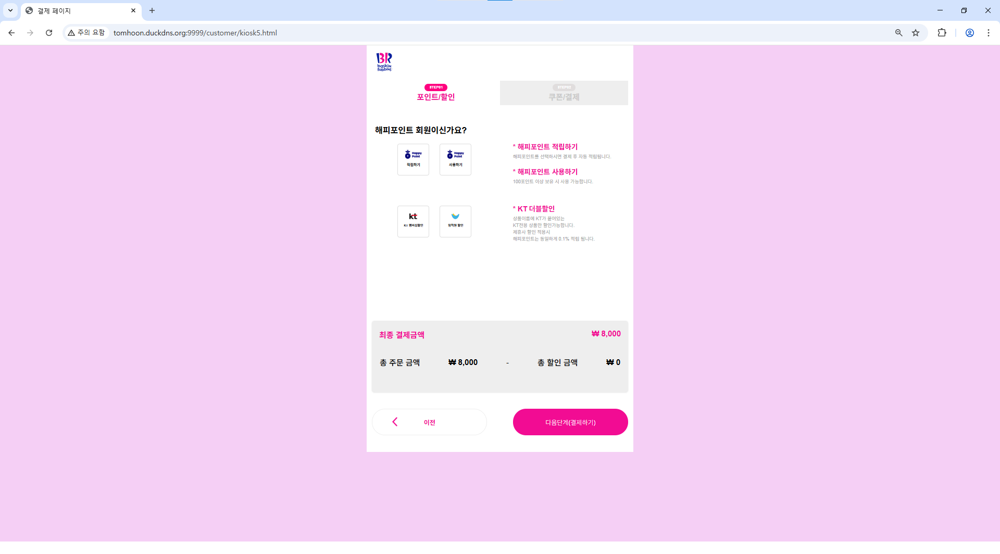 결제 페이지
주의 요함
tomhoon.duckdns.org:9999/customer/kiosk5.html
BR
baskin
robbins
STEP01
포인트/할인
STEP02
쿠폰/결제
해피포인트 회원이신가요?
Happy
Point
적립하기
Happy
Point
사용하기
* 해피포인트 적립하기
해피포인트를 선택하시면 결제 후 자동 적립됩니다.
* 해피포인트 사용하기
100포인트 이상 보유 시 사용 가능합니다.
kt
KT 멤버십할인
임직원 할인
* KT 더블할인
상품이름에 KT가 붙어있는
KT전용 상품만 할인가능합니다.
제휴사 할인 적용시
해피포인트는 동일하게 0.1% 적립 됩니다.
최종 결제금액 ₩ 8,000
총 주문 금액 ₩ 8,000 - 총 할인 금액 ₩ 0
이전
다음단계(결제하기)